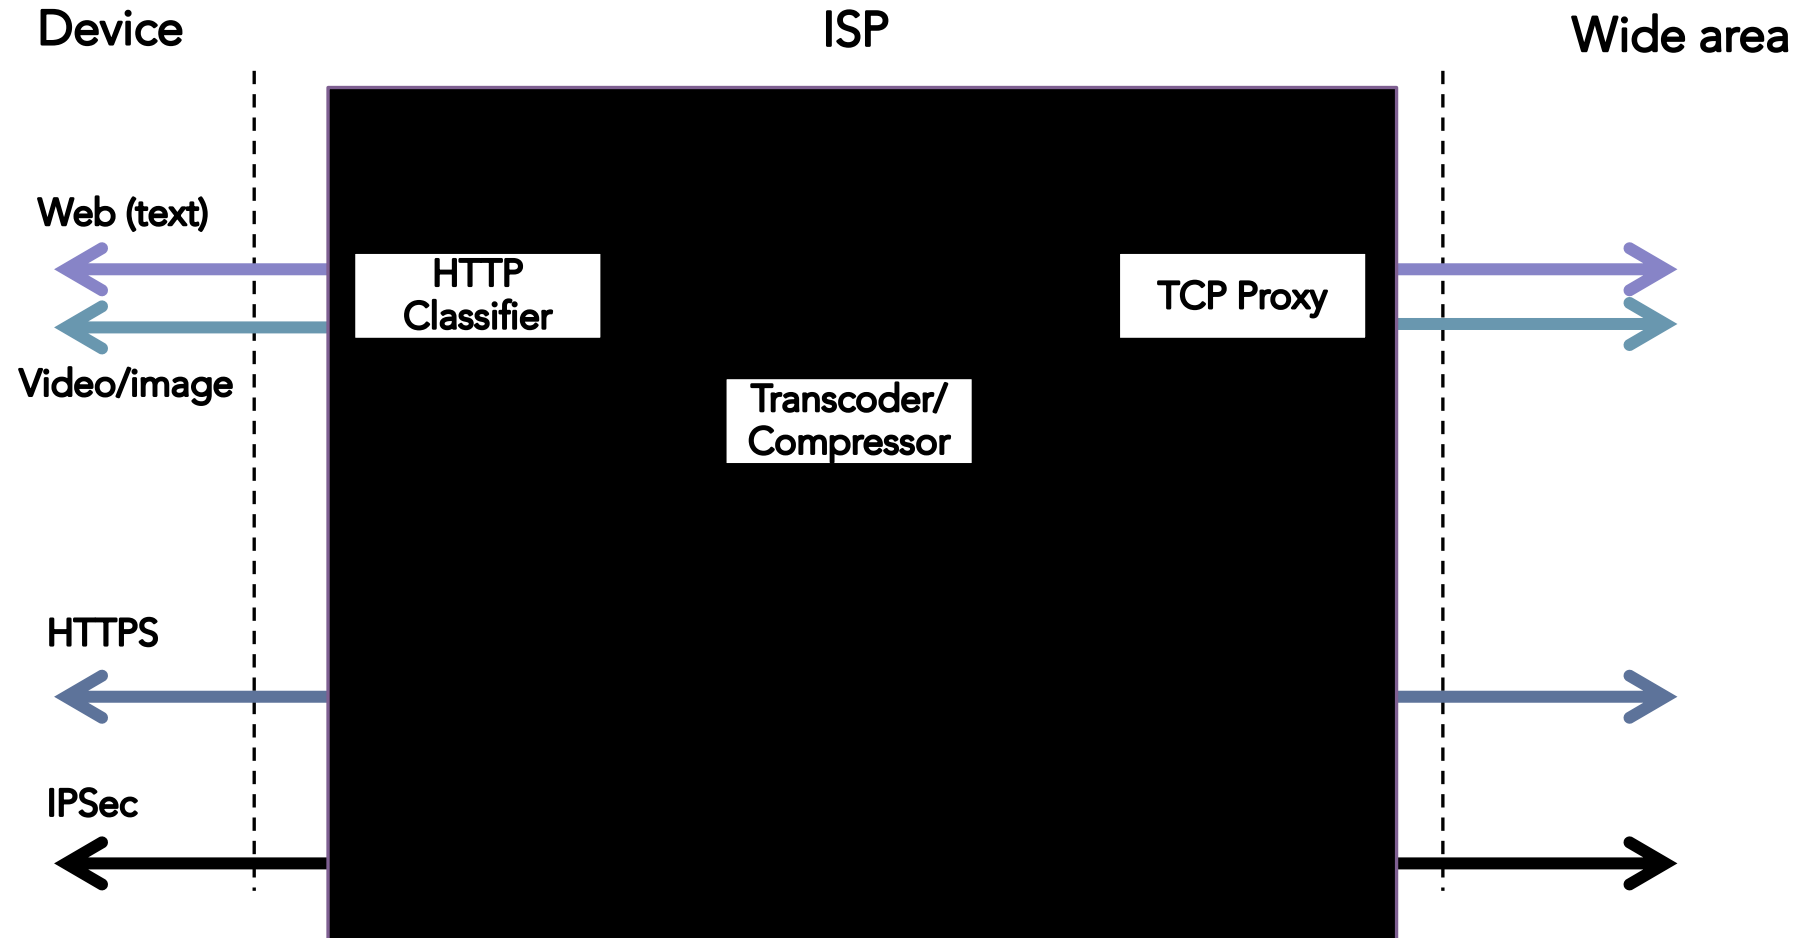 Device
ISP
Wide area
Web (text)
HTTP
Classifier
TCP Proxy
Video/image
Transcoder/
Compressor
HTTPS
IPSec